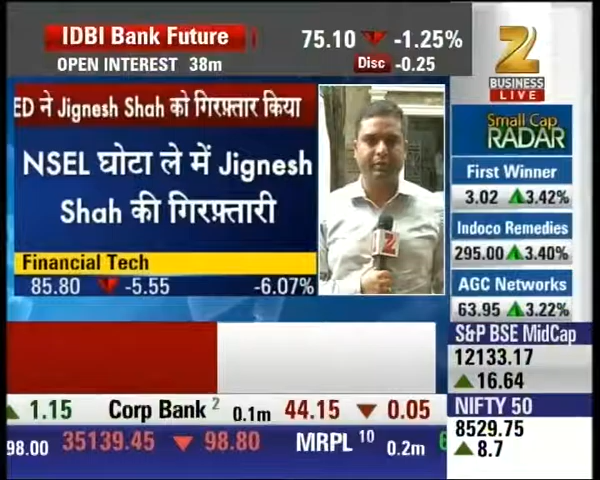 IDBI Bank Future
75.10 -1.25%
OPEN INTEREST 38m
Disc -0.25
Z
BUSINESS
LIVE
ED ने Jignesh Shah को गिरफ़्तार किया
NSEL घोटा ले में Jignesh
Shah की गिरफ़्तारी
Financial Tech
85.80 -5.55 -6.07%
Z
Small Cap
RADAR
First Winner
3.02 3.42%
Indoco Remedies
295.00 3.40%
AGC Networks
63.95 3.22%
S&P BSE MidCap
12133.17
16.64
NIFTY 50
8529.75
8.7
1.15 Corp Bank 2 0.1m 44.15 0.05
98.00 35139.45 98.80 MRPL 10 0.2m